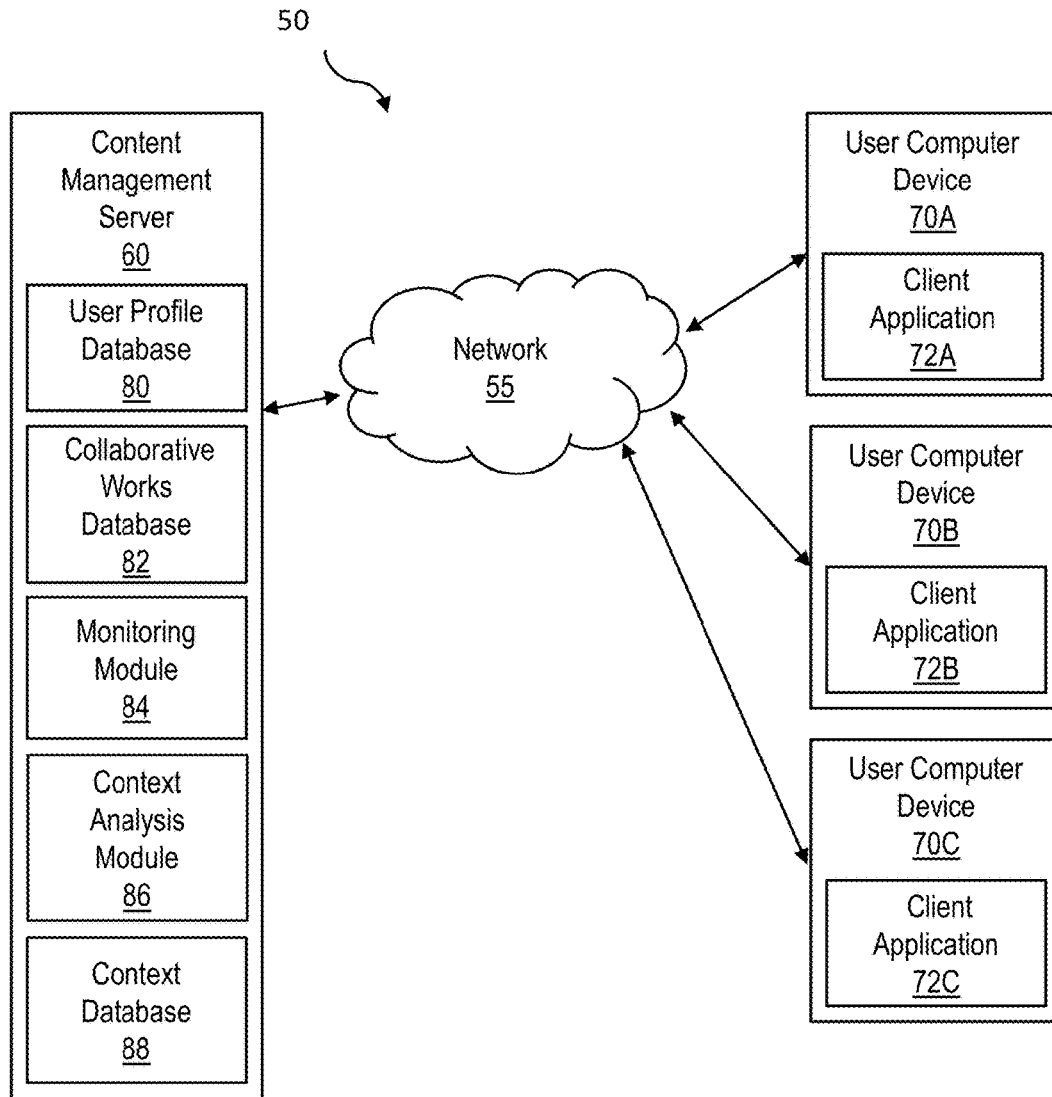 50
Content
Management
Server
60
User Profile
Database
80
Collaborative
Works
Database
82
Monitoring
Module
84
Context
Analysis
Module
86
Context
Database
88
Network
55
User Computer
Device
70A
Client
Application
72A
User Computer
Device
70B
Client
Application
72B
User Computer
Device
70C
Client
Application
72C